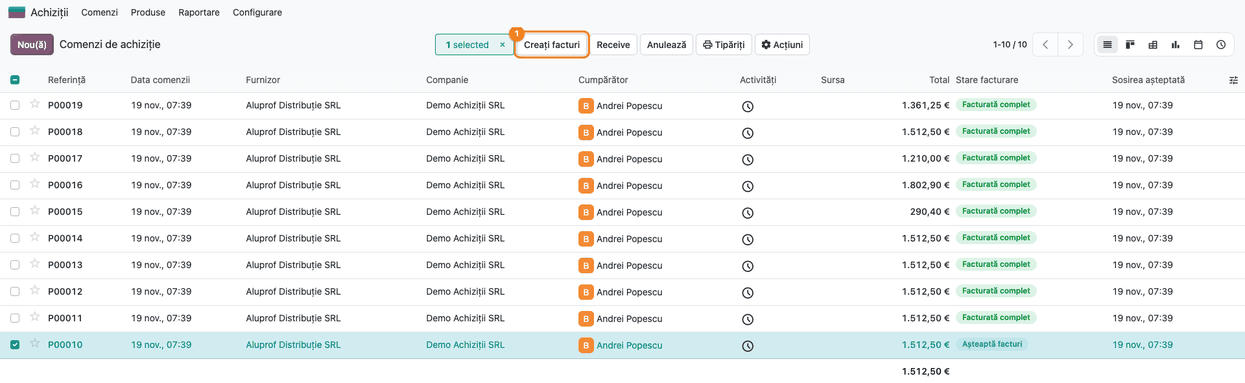 Achiziții Comenzi Produse Raportare Configurare
1
Nou(ă) Comenzi de achiziție 1 selected × Creați facturi Receive Anulează Tipăriți Acțiuni 1-10 / 10
Referință Data comenzii Furnizor Companie Cumpărător Activități Sursa Total Stare facturare Sosirea așteptată
P00019 19 nov., 07:39 Aluprof Distribuție SRL Demo Achiziții SRL B Andrei Popescu 1.361,25 € Facturată complet 19 nov., 07:39
P00018 19 nov., 07:39 Aluprof Distribuție SRL Demo Achiziții SRL B Andrei Popescu 1.512,50 € Facturată complet 19 nov., 07:39
P00017 19 nov., 07:39 Aluprof Distribuție SRL Demo Achiziții SRL B Andrei Popescu 1.210,00 € Facturată complet 19 nov., 07:39
P00016 19 nov., 07:39 Aluprof Distribuție SRL Demo Achiziții SRL B Andrei Popescu 1.802,90 € Facturată complet 19 nov., 07:39
P00015 19 nov., 07:39 Aluprof Distribuție SRL Demo Achiziții SRL B Andrei Popescu 290,40 € Facturată complet 19 nov., 07:39
P00014 19 nov., 07:39 Aluprof Distribuție SRL Demo Achiziții SRL B Andrei Popescu 1.512,50 € Facturată complet 19 nov., 07:39
P00013 19 nov., 07:39 Aluprof Distribuție SRL Demo Achiziții SRL B Andrei Popescu 1.512,50 € Facturată complet 19 nov., 07:39
P00012 19 nov., 07:39 Aluprof Distribuție SRL Demo Achiziții SRL B Andrei Popescu 1.512,50 € Facturată complet 19 nov., 07:39
P00011 19 nov., 07:39 Aluprof Distribuție SRL Demo Achiziții SRL B Andrei Popescu 1.512,50 € Facturată complet 19 nov., 07:39
P00010 19 nov., 07:39 Aluprof Distribuție SRL Demo Achiziții SRL B Andrei Popescu 1.512,50 € Așteaptă facturi 19 nov., 07:39
1.512,50 €